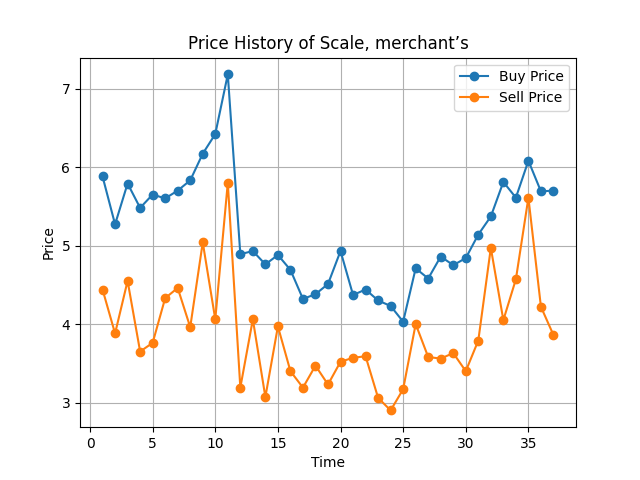 Price History of Scale, merchant’s
Buy Price
Sell Price
Price
7
6
5
4
3
0 5 10 15 20 25 30 35
Time